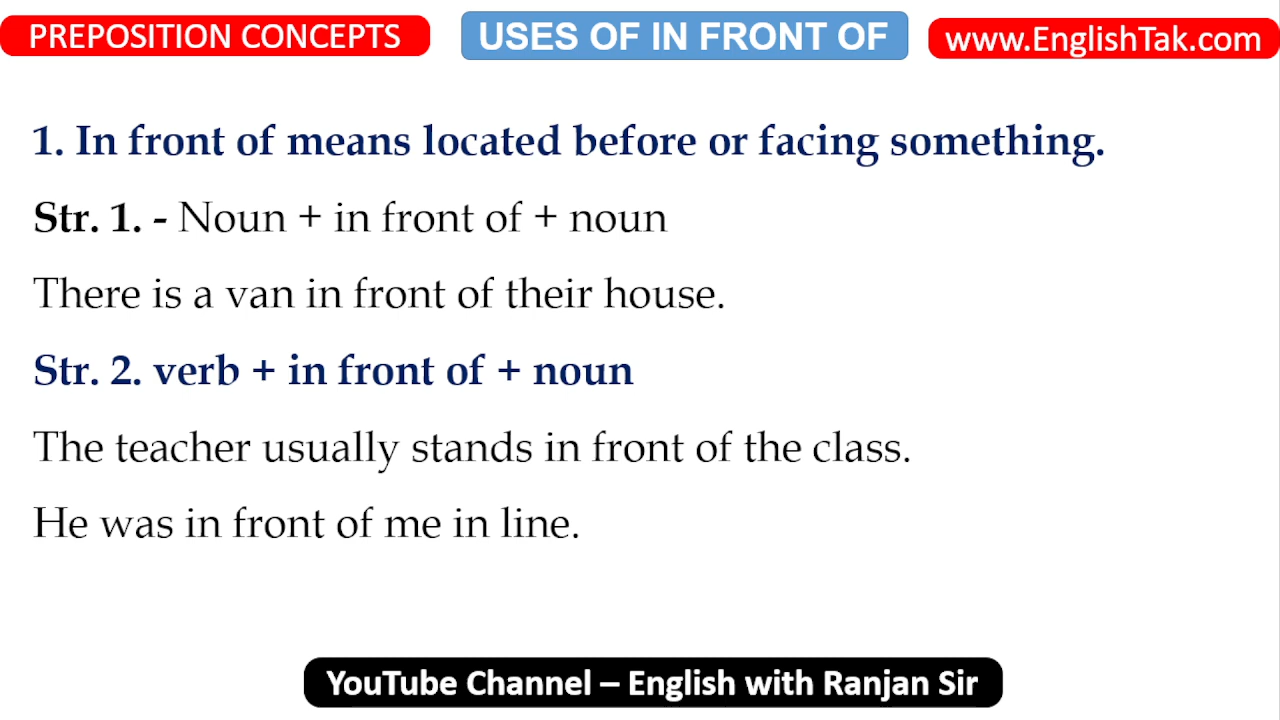 PREPOSITION CONCEPTS
USES OF IN FRONT OF
www.EnglishTak.com
1. In front of means located before or facing something.
Str. 1. - Noun + in front of + noun
There is a van in front of their house.
Str. 2. verb + in front of + noun
The teacher usually stands in front of the class.
He was in front of me in line.
YouTube Channel – English with Ranjan Sir